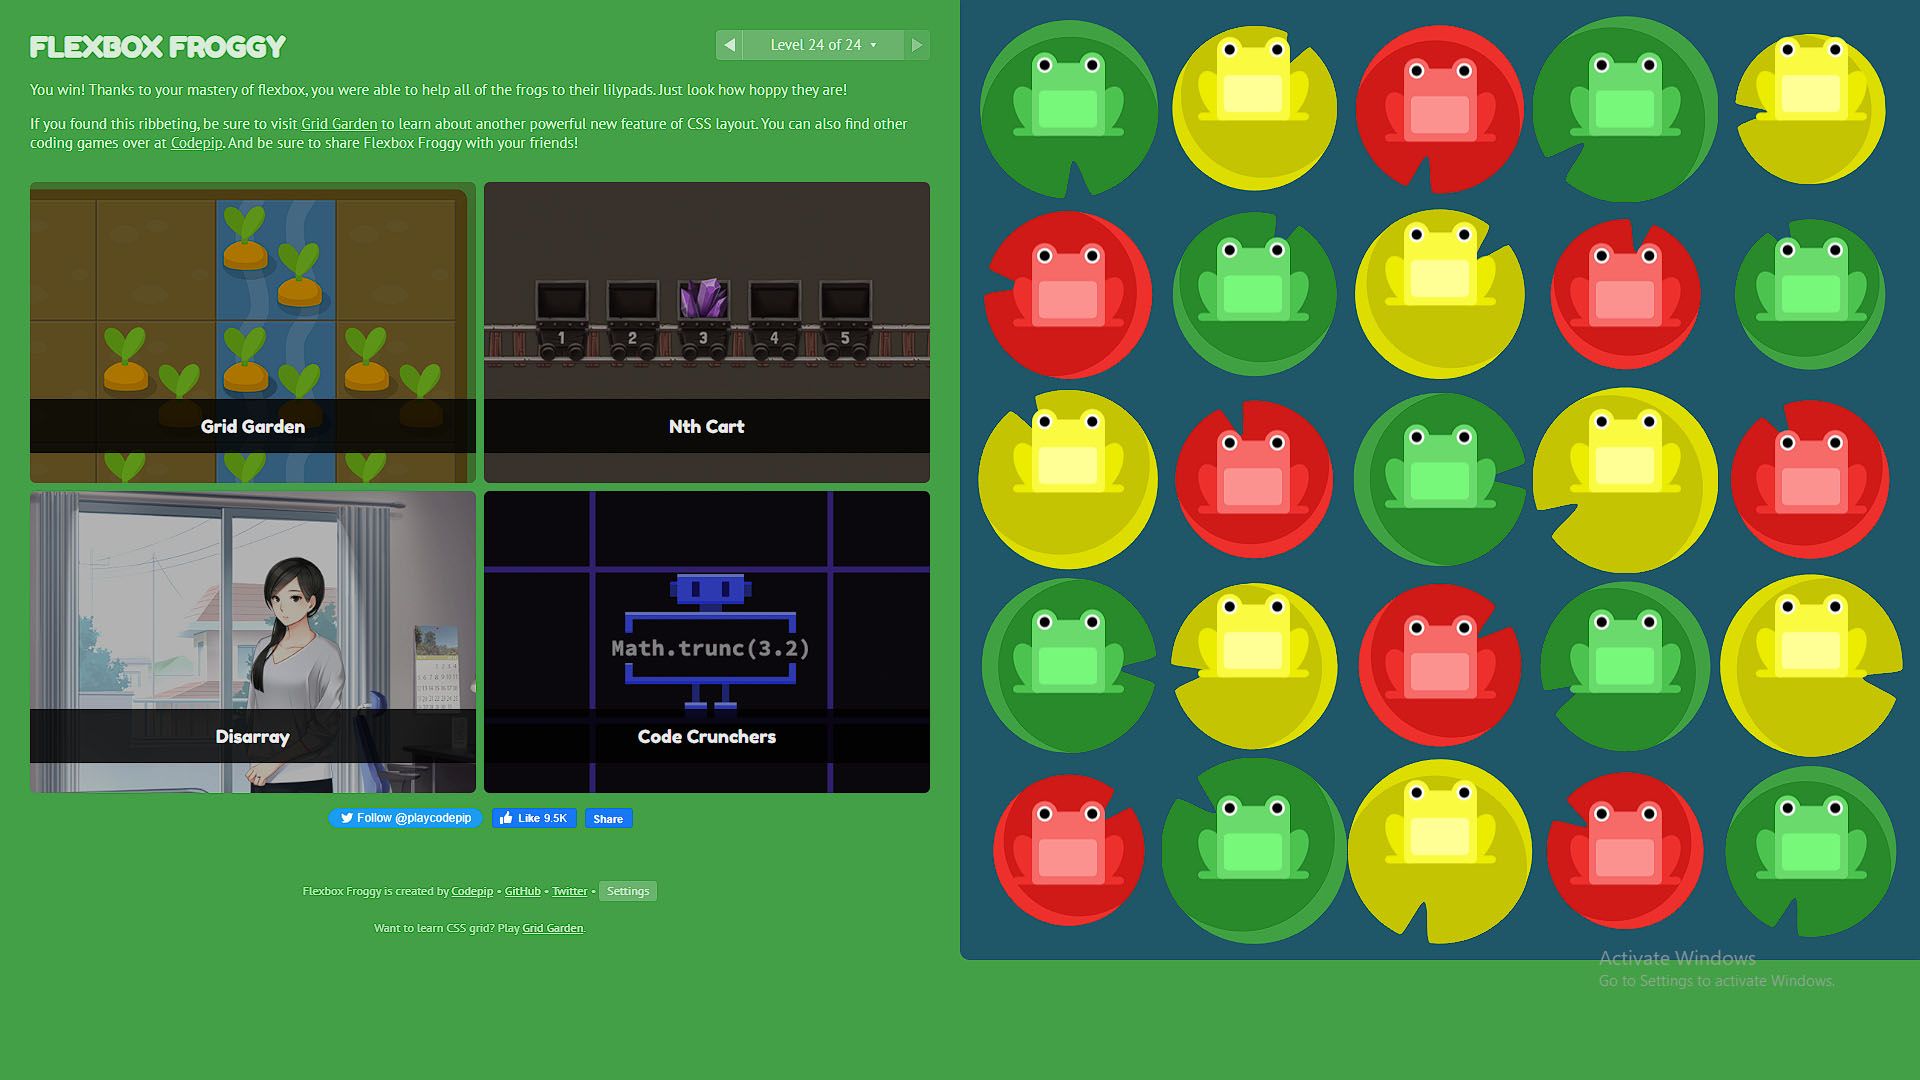 FLEXBOX FROGGY
Level 24 of 24
You win! Thanks to your mastery of flexbox, you were able to help all of the frogs to their lilypads. Just look how hoppy they are!
If you found this ribbeting, be sure to visit Grid Garden to learn about another powerful new feature of CSS layout. You can also find other
coding games over at Codepip. And be sure to share Flexbox Froggy with your friends!
1 2 3 4 5
Grid Garden
Nth Cart
Math.trunc(3.2)
Disarray
Code Crunchers
Follow @playcodepip
Like 9.5K
Share
Flexbox Froggy is created by Codepip • GitHub • Twitter • Settings
Want to learn CSS grid? Play Grid Garden.
Activate Windows
Go to Settings to activate Windows.